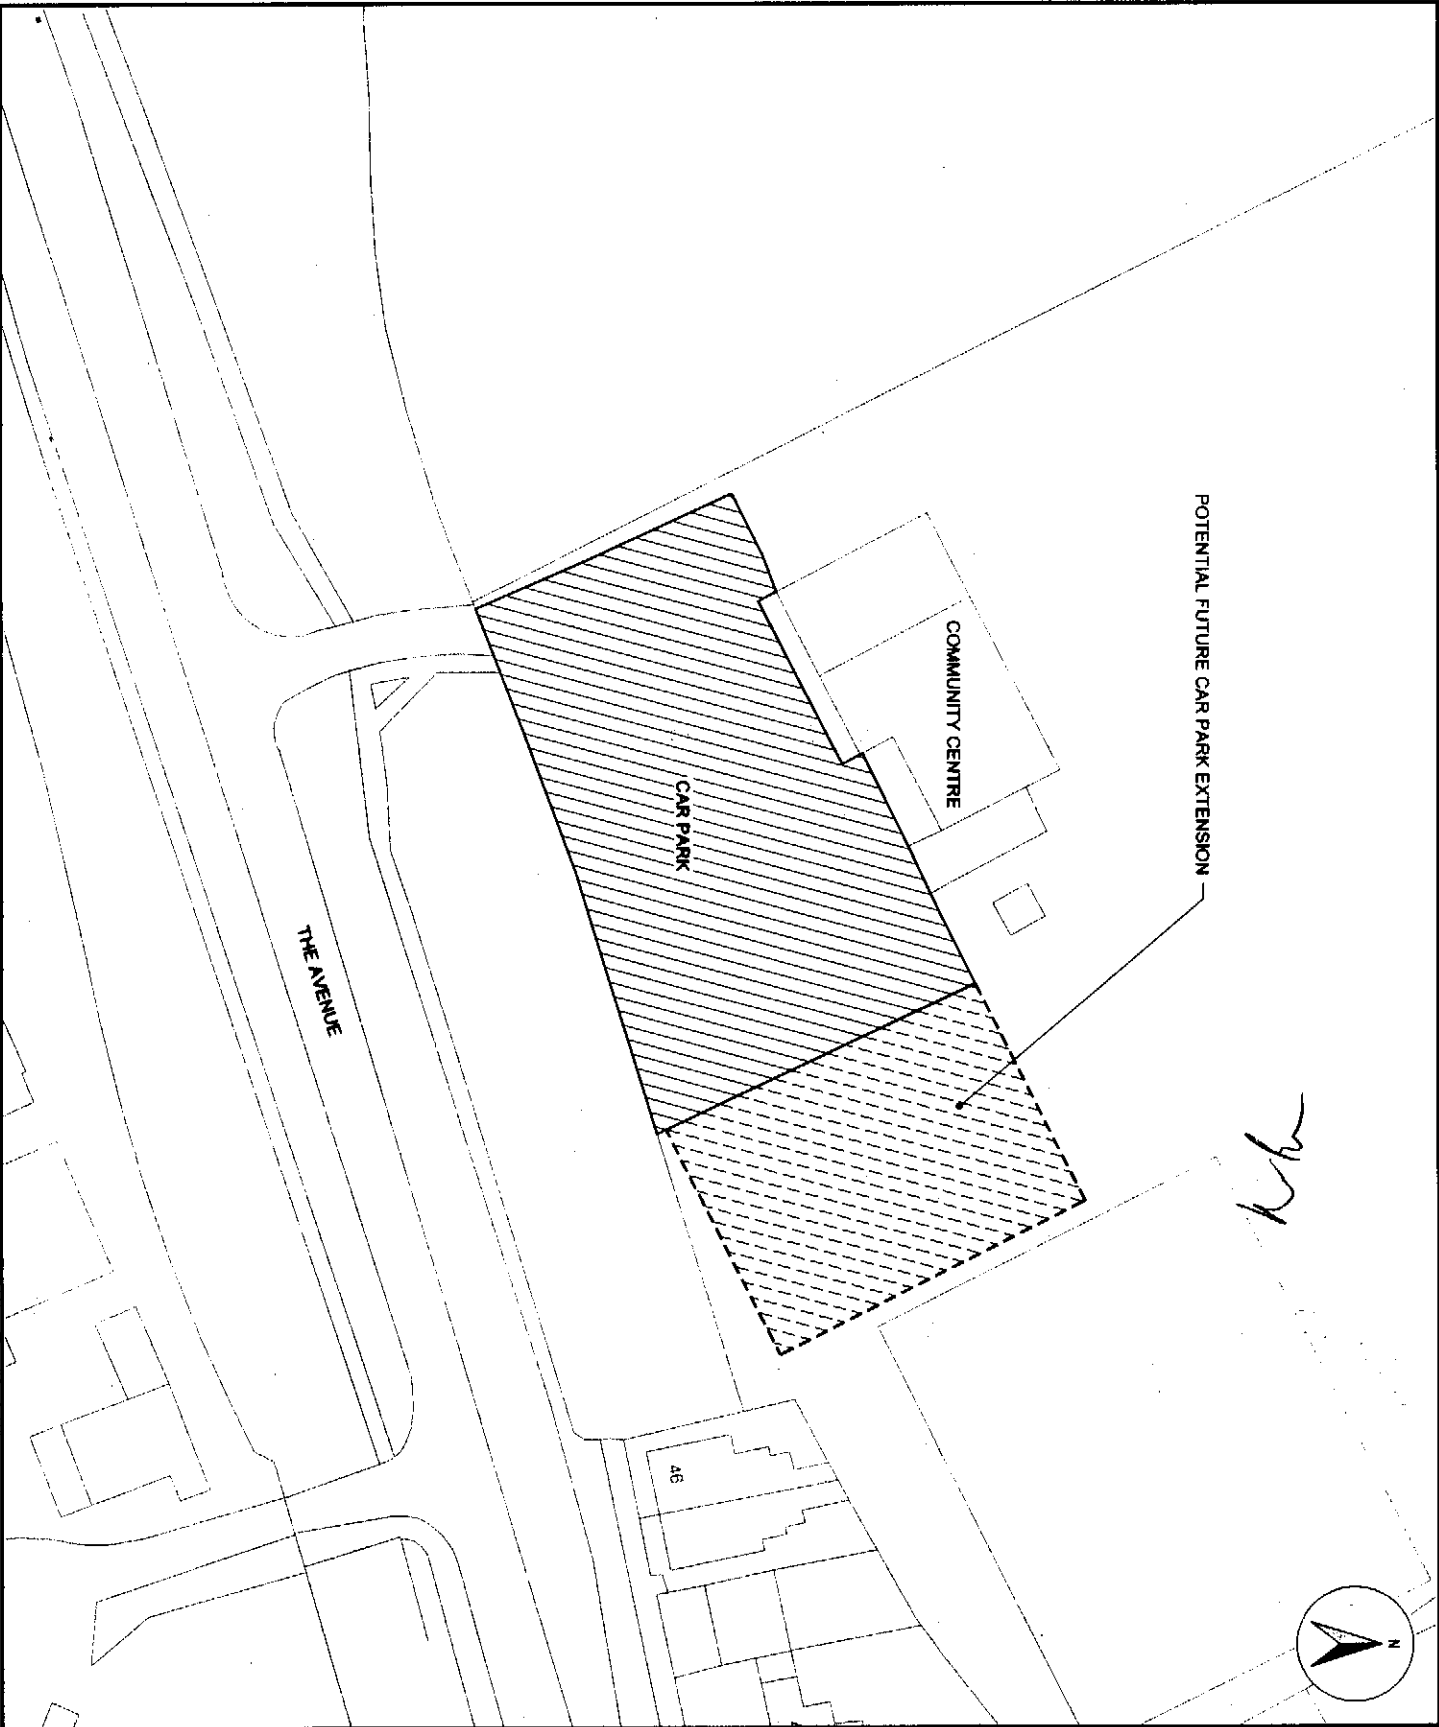 N
POTENTIAL FUTURE CAR PARK EXTENSION
COMMUNITY CENTRE
CAR PARK
46
THE AVENUE